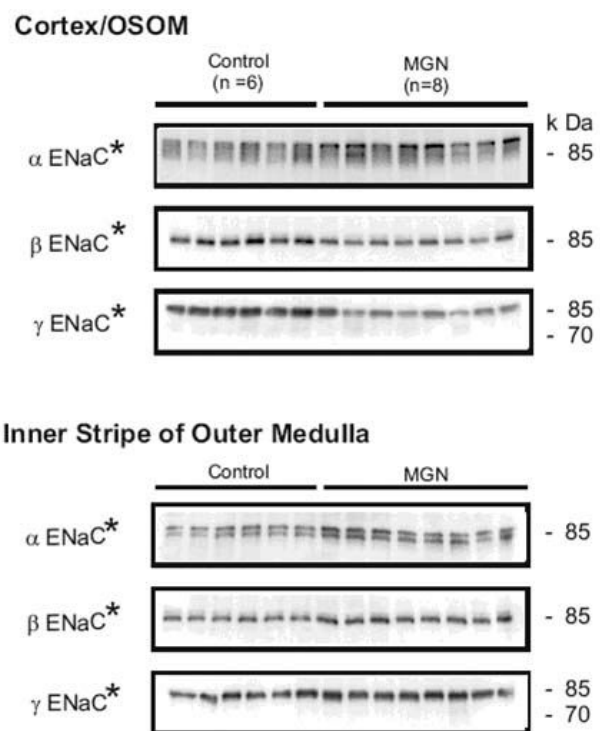 Cortex/OSOM
Control
(n =6)
MGN
(n=8)
k Da
α ENaC*
- 85
β ENaC*
- 85
γ ENaC*
- 85
- 70
Inner Stripe of Outer Medulla
Control
MGN
α ENaC*
- 85
β ENaC*
- 85
γ ENaC*
- 85
- 70